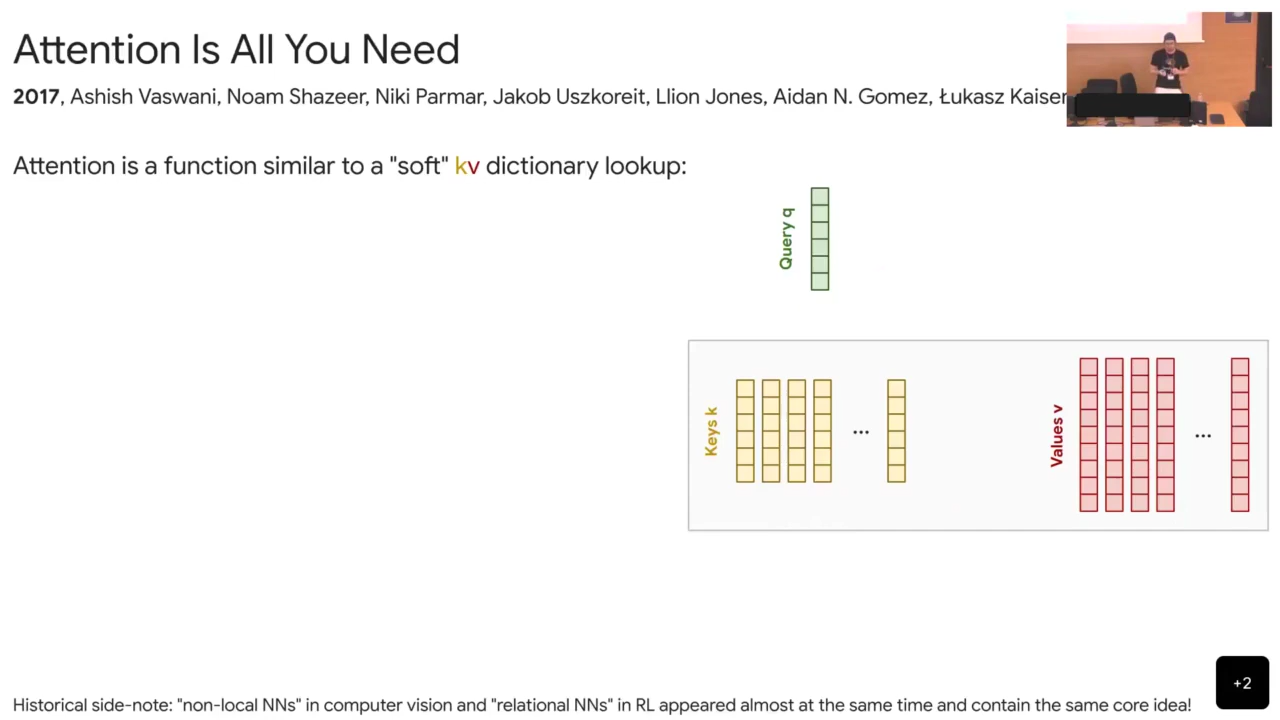 Attention Is All You Need
2017, Ashish Vaswani, Noam Shazeer, Niki Parmar, Jakob Uszkoreit, Llion Jones, Aidan N. Gomez, Łukasz Kaiser
Attention is a function similar to a "soft" kv dictionary lookup:
Query q
Keys k
...
Values v
...
+2
Historical side-note: "non-local NNs" in computer vision and "relational NNs" in RL appeared almost at the same time and contain the same core idea!